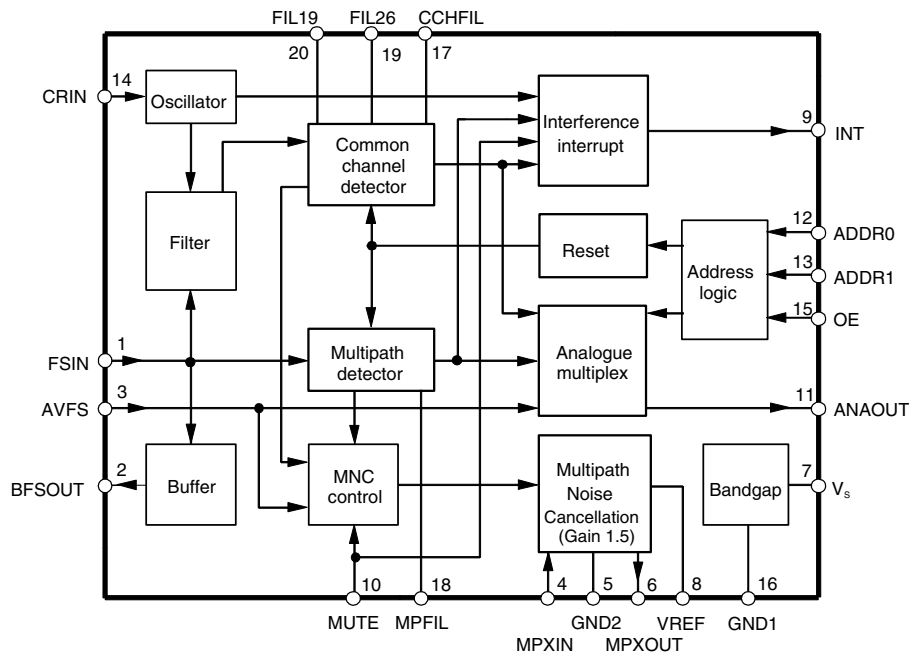 FIL19 FIL26 CCHFIL
20 19 17
CRIN 14 Oscillator
Common channel detector
Interference interrupt
9 INT
Filter
Reset
Address logic
12 ADDR0
13 ADDR1
15 OE
FSIN 1
Multipath detector
Analogue multiplex
AVFS 3
11 ANAOUT
BFSOUT 2 Buffer
MNC control
Multipath Noise Cancellation (Gain 1.5)
Bandgap
7 Vs
10 18 4 5 6 8 16
MUTE MPFIL MPXIN GND2 MPXOUT VREF GND1